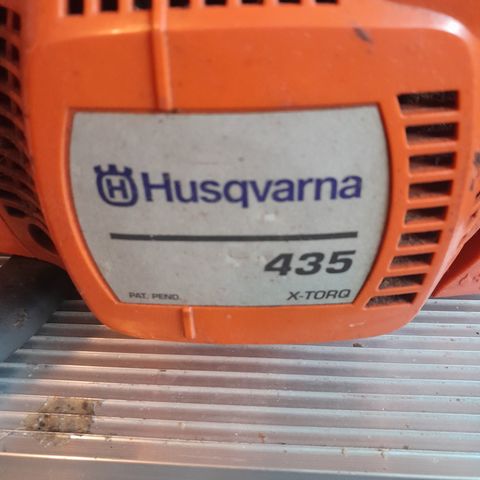 Husqvarna
435
PAT. PEND. X-TORQ